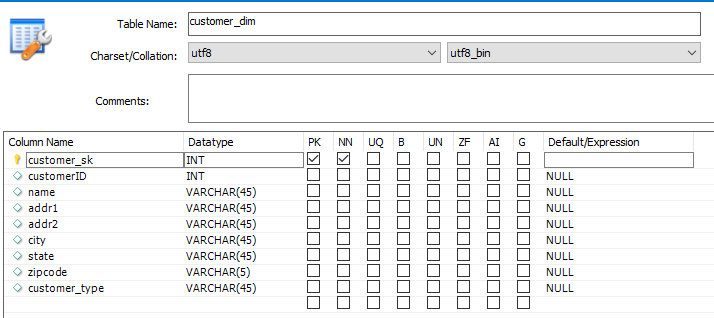 Table Name: customer_dim
Charset/Collation: utf8 utf8_bin
Comments:
Column Name Datatype PK NN UQ B UN ZF AI G Default/Expression
customer_sk INT
customerID INT NULL
name VARCHAR(45) NULL
addr1 VARCHAR(45) NULL
addr2 VARCHAR(45) NULL
city VARCHAR(45) NULL
state VARCHAR(45) NULL
zipcode VARCHAR(5) NULL
customer_type VARCHAR(45) NULL